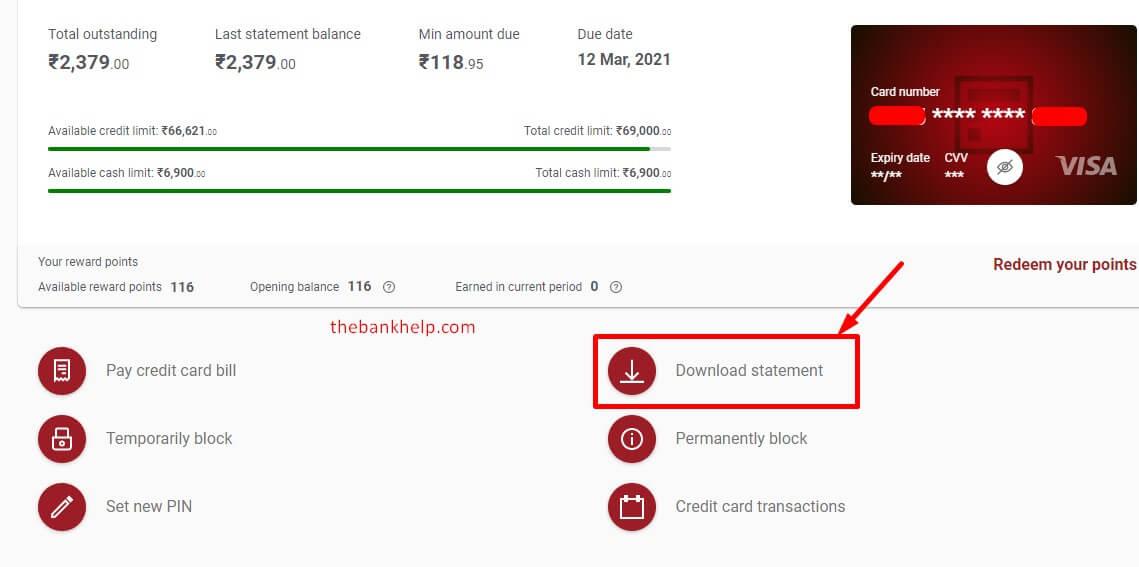 Total outstanding Last statement balance Min amount due Due date
₹2,379.00 ₹2,379.00 ₹118.95 12 Mar, 2021
Card number
**** ****
Available credit limit: ₹66,621.00 Total credit limit: ₹69,000.00
Available cash limit: ₹6,900.00 Total cash limit: ₹6,900.00
Expiry date CVV
**/** ***
VISA
Your reward points
Redeem your points
Available reward points 116 Opening balance 116 ? Earned in current period 0 ?
thebankhelp.com
Pay credit card bill Download statement
Temporarily block Permanently block
Set new PIN Credit card transactions